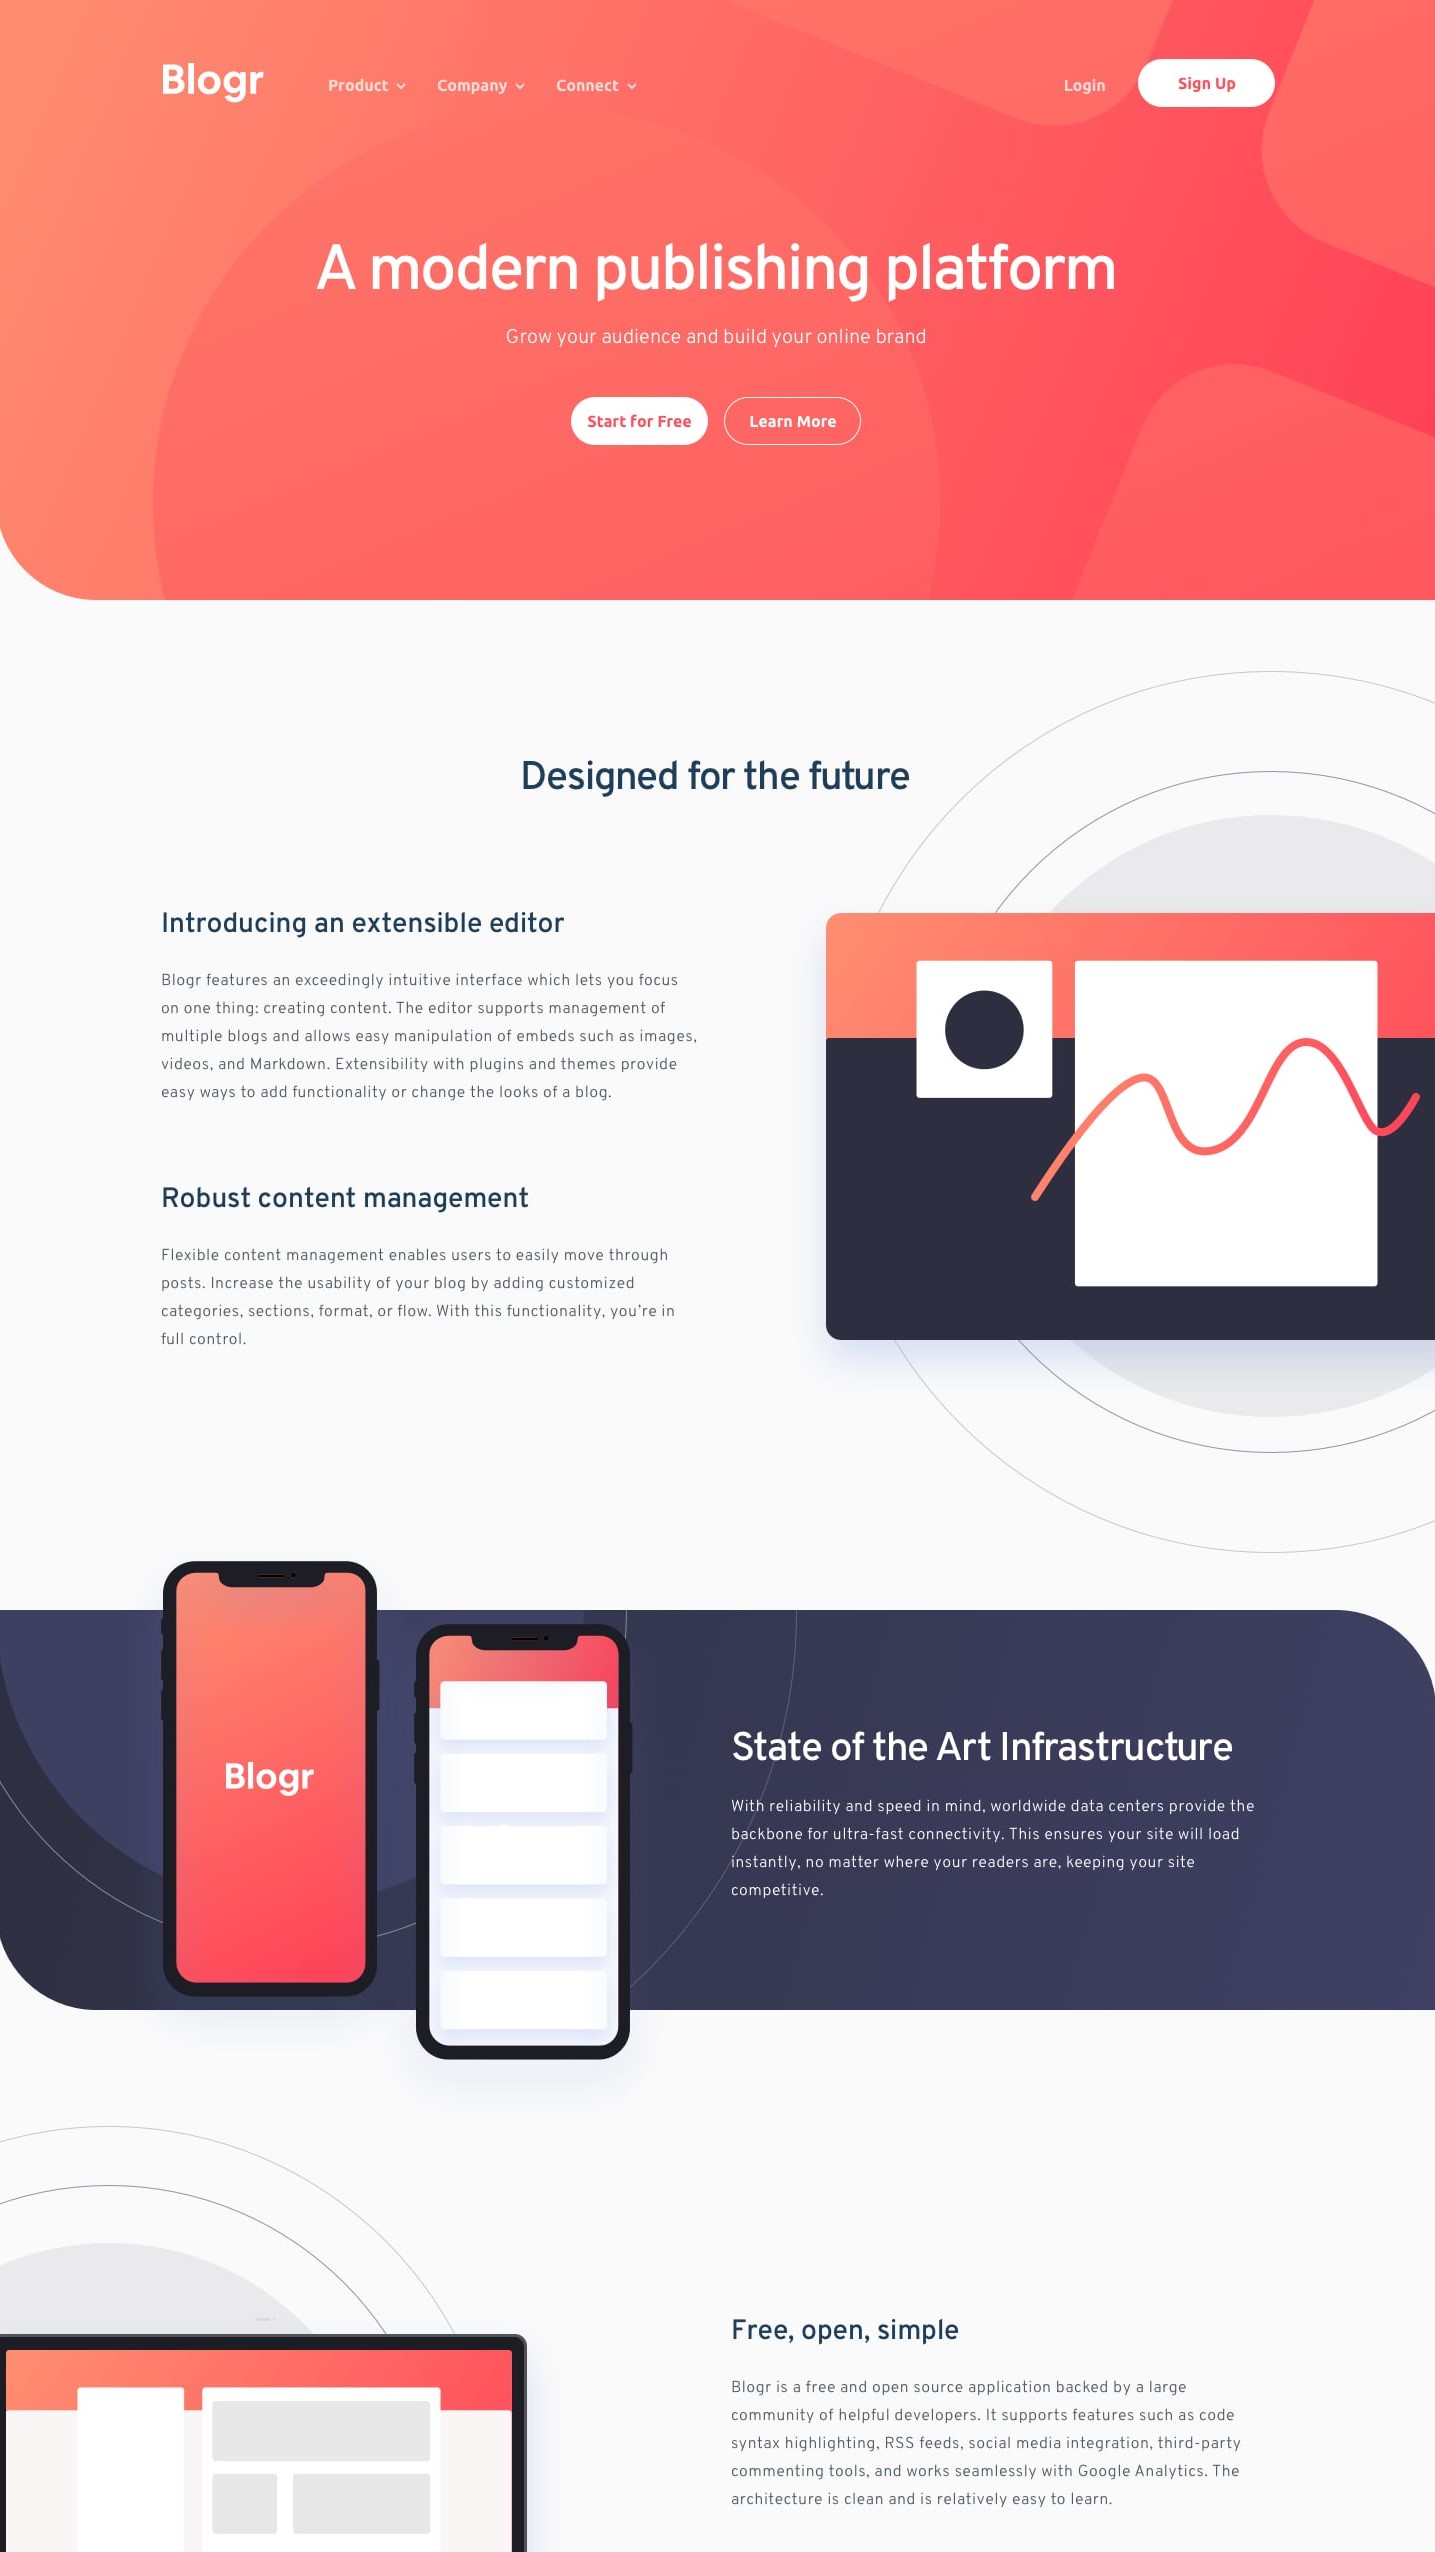 Blogr
Product
Company
Connect
Login
Sign Up
A modern publishing platform
Grow your audience and build your online brand
Start for Free
Learn More
Designed for the future
Introducing an extensible editor
Blogr features an exceedingly intuitive interface which lets you focus
on one thing: creating content. The editor supports management of
multiple blogs and allows easy manipulation of embeds such as images,
videos, and Markdown. Extensibility with plugins and themes provide
easy ways to add functionality or change the looks of a blog.
Robust content management
Flexible content management enables users to easily move through
posts. Increase the usability of your blog by adding customized
categories, sections, format, or flow. With this functionality, you’re in
full control.
Blogr
State of the Art Infrastructure
With reliability and speed in mind, worldwide data centers provide the
backbone for ultra-fast connectivity. This ensures your site will load
instantly, no matter where your readers are, keeping your site
competitive.
Free, open, simple
Blogr is a free and open source application backed by a large
community of helpful developers. It supports features such as code
syntax highlighting, RSS feeds, social media integration, third-party
commenting tools, and works seamlessly with Google Analytics. The
architecture is clean and is relatively easy to learn.